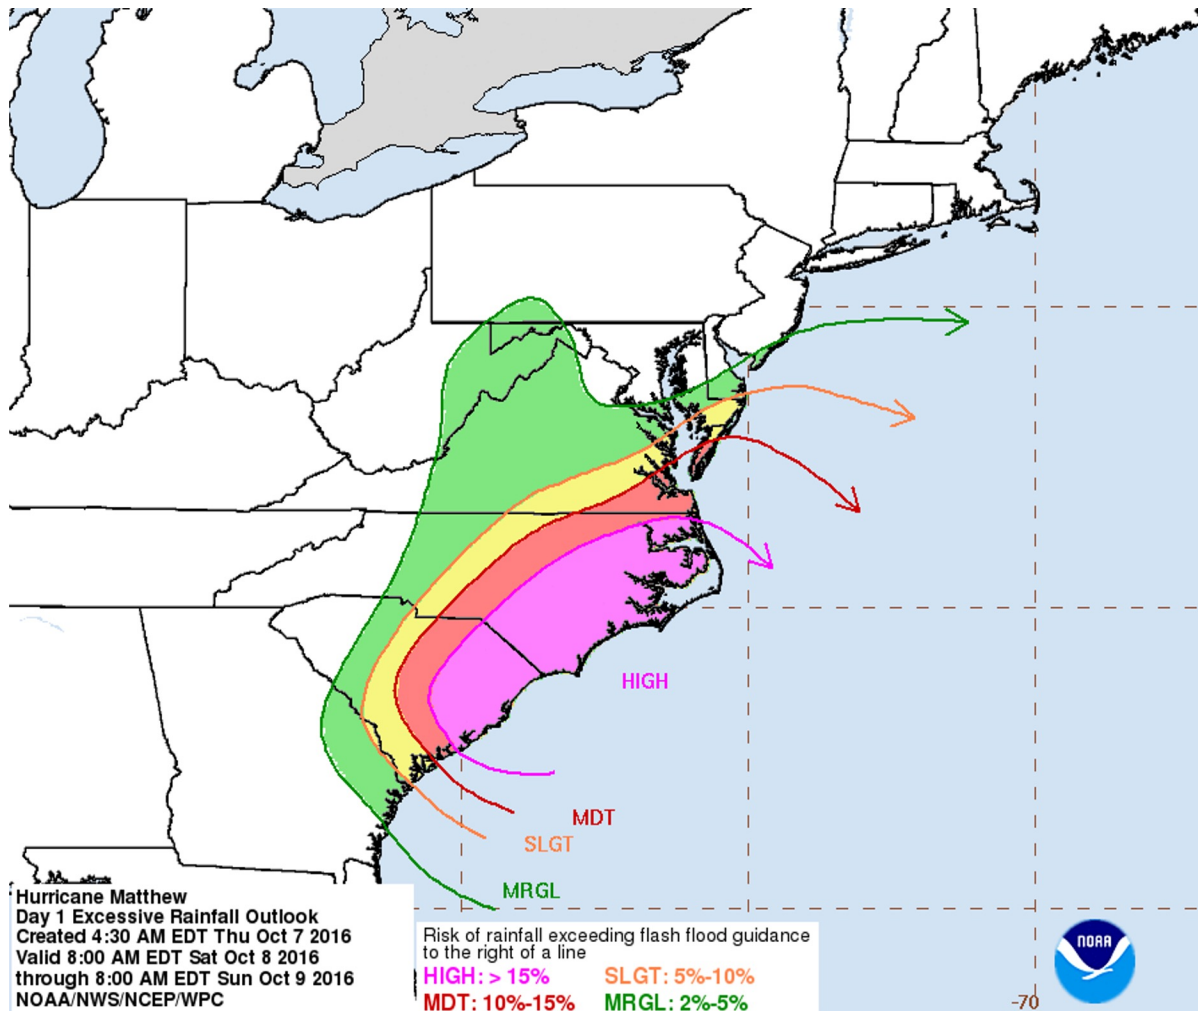 HIGH
MDT
SLGT
MRGL
Hurricane Matthew
Day 1 Excessive Rainfall Outlook
Created 4:30 AM EDT Thu Oct 7 2016
Valid 8:00 AM EDT Sat Oct 8 2016
through 8:00 AM EDT Sun Oct 9 2016
NOAA/NWS/NCEP/WPC
Risk of rainfall exceeding flash flood guidance
to the right of a line
HIGH: > 15% SLGT: 5%-10%
MDT: 10%-15% MRGL: 2%-5%
NOAA
-70